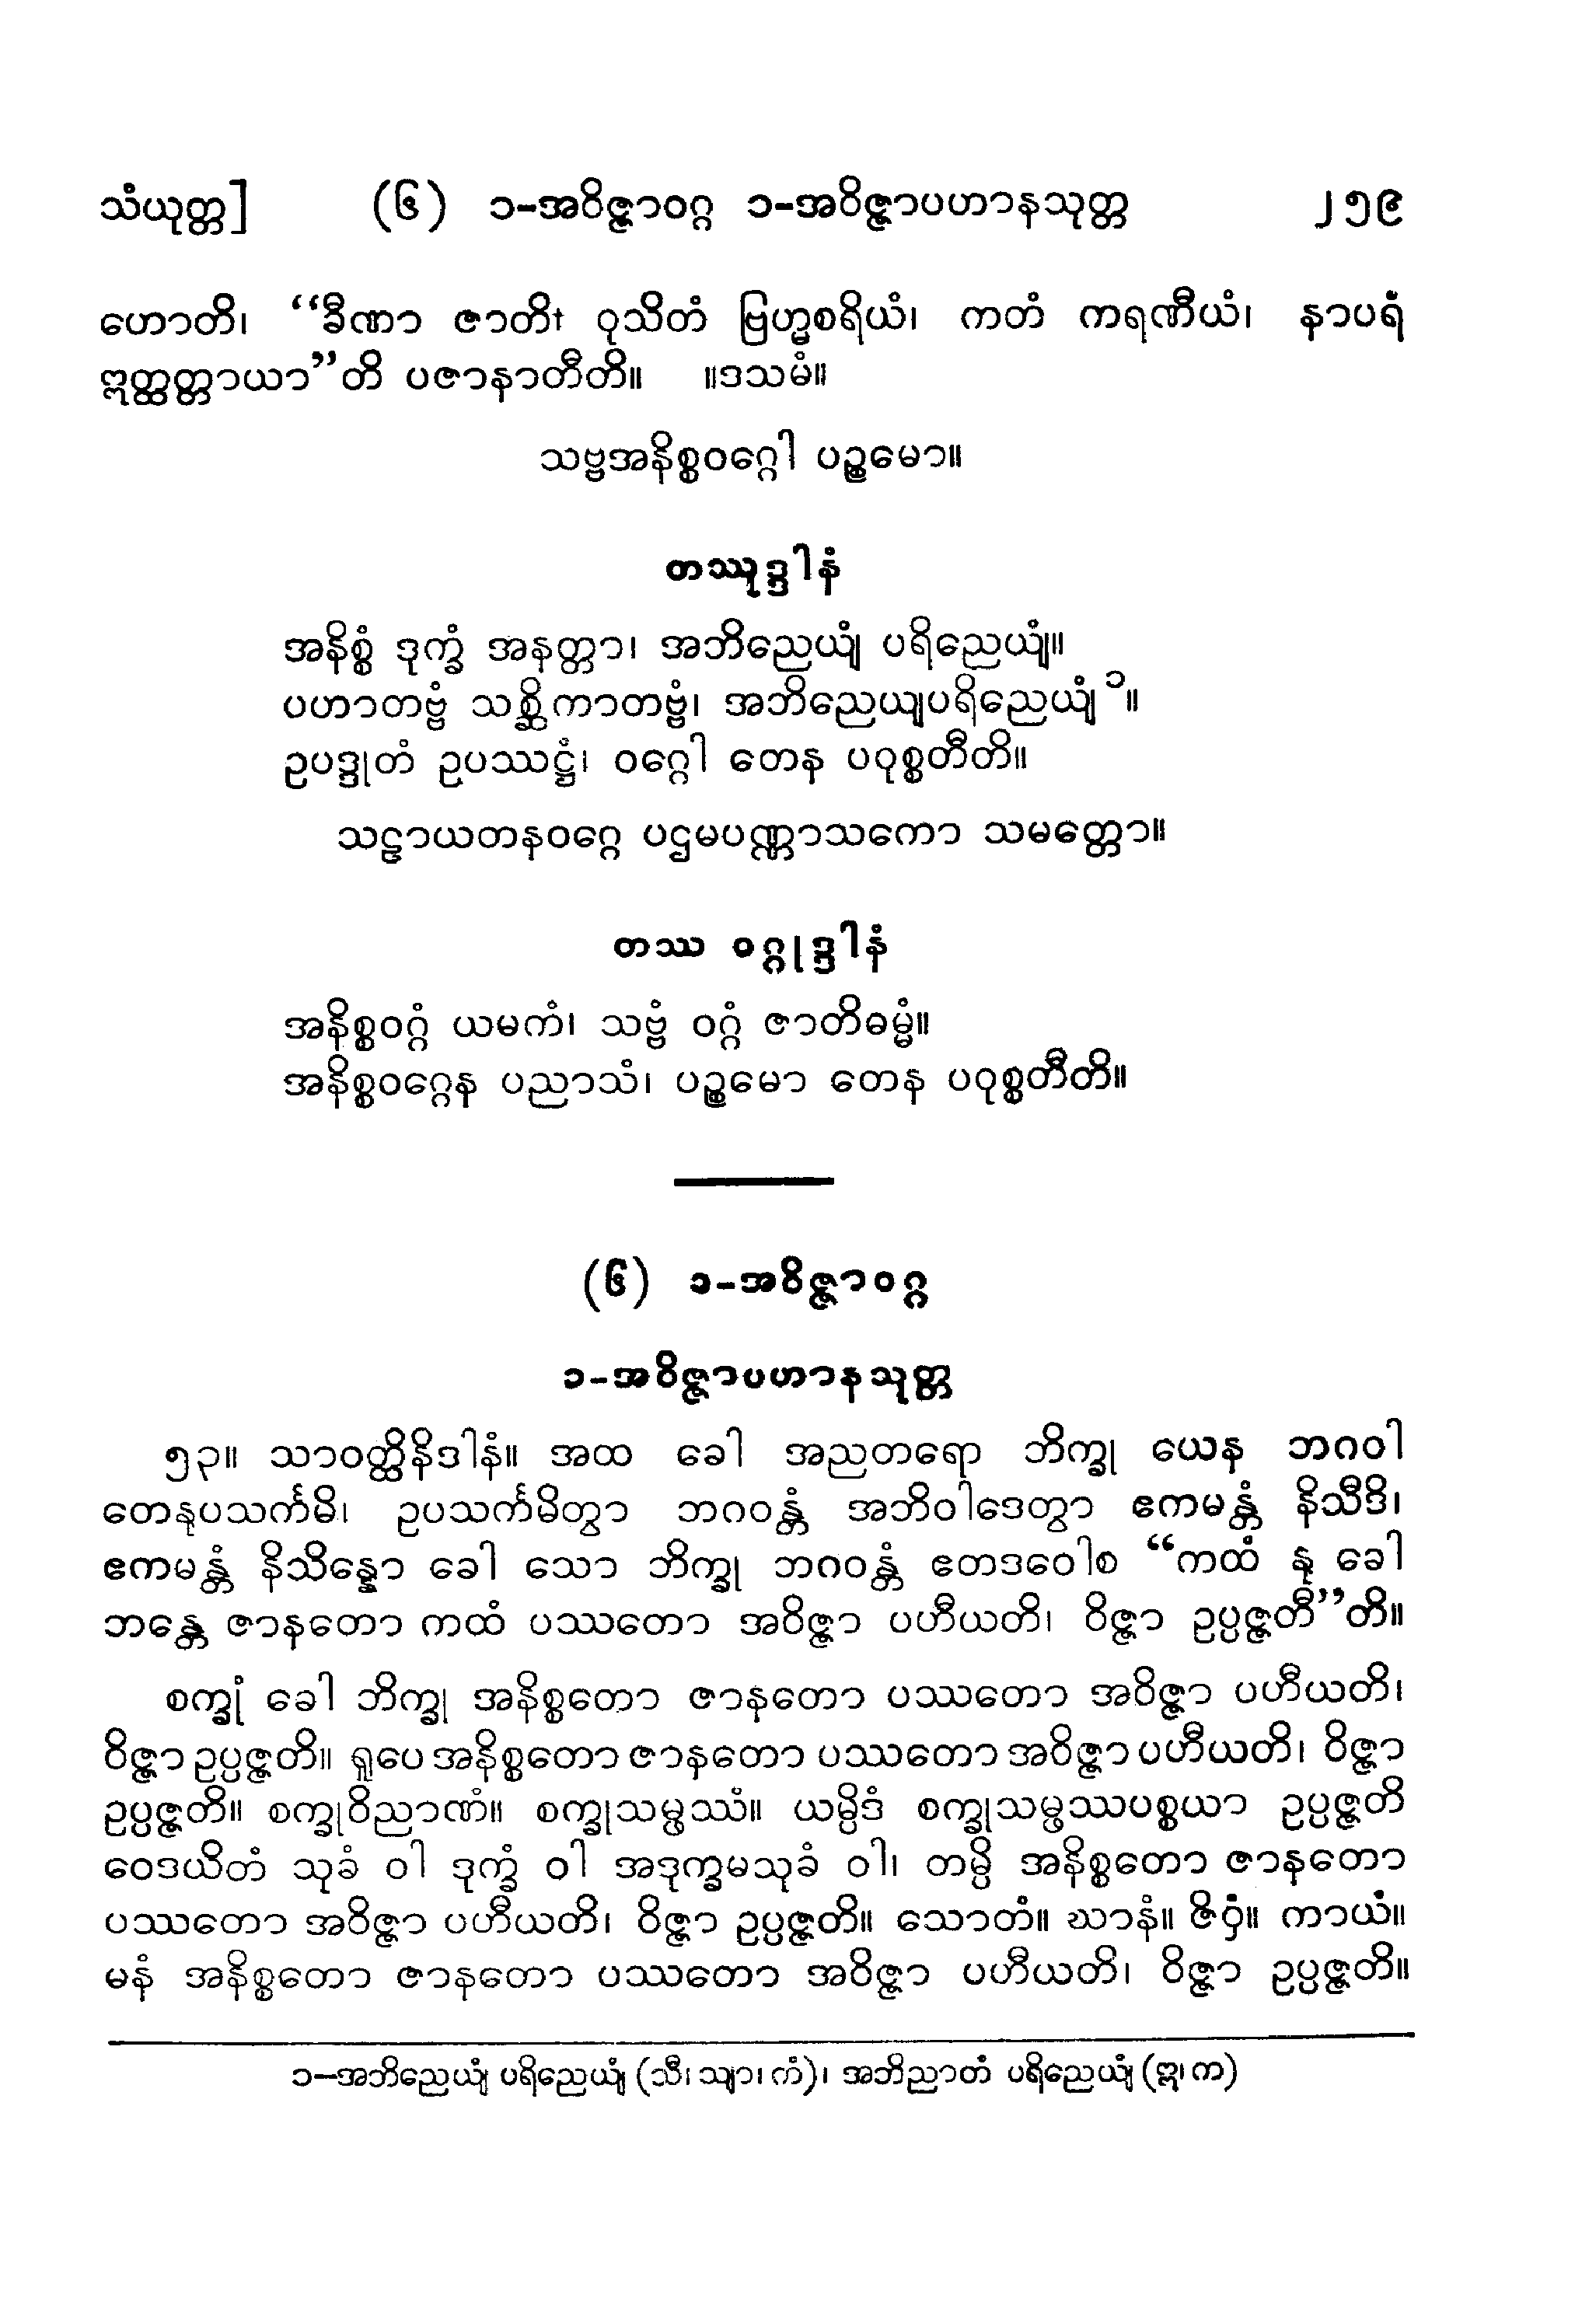 သံယုတ္တ] (၆) ၁-အဝိဇ္ဇာဝဂ္ဂ ၁-အဝိဇ္ဇာပဟာနသုတ္တ ၂၅၉
ဟောတိ၊ “ခီဏာ ဇာတိ၊ ဝုသိတံ ဗြဟ္မစရိယံ၊ ကတံ ကရဏီယံ၊ နာပရံ
ဣတ္ထတ္တာယာ”တိ ပဇာနာတီတိ။ ။ဒသမံ။
သဗ္ဗအနိစ္စဝဂ္ဂေါ ပဉ္စမော။
တဿုဒ္ဒါနံ
အနိစ္စံ ဒုက္ခံ အနတ္တာ၊ အဘိညေယျံ ပရိညေယျံ။
ပဟာတဗ္ဗံ သစ္ဆိကာတဗ္ဗံ၊ အဘိညေယျပရိညေယျံ ၁။
ဥပဒ္ဒုတံ ဥပဿဋ္ဌံ၊ ဝဂ္ဂေါ တေန ပဝုစ္စတီတိ။
သဠာယတနဝဂ္ဂေ ပဌမပဏ္ဏာသကော သမတ္တော။
တဿ ဝဂ္ဂုဒ္ဒါနံ
အနိစ္စဝဂ္ဂံ ယမကံ၊ သဗ္ဗံ ဝဂ္ဂံ ဇာတိဓမ္မံ။
အနိစ္စဝဂ္ဂေန ပညာသံ၊ ပဉ္စမော တေန ပဝုစ္စတီတိ။
(၆) ၁-အဝိဇ္ဇာဝဂ္ဂ
၁-အဝိဇ္ဇာပဟာနသုတ္တ
၅၃။ သာဝတ္ထိနိဒါနံ။ အထ ခေါ အညတရော ဘိက္ခု ယေန ဘဂဝါ
တေနုပသင်္ကမိ၊ ဥပသင်္ကမိတွာ ဘဂဝန္တံ အဘိဝါဒေတွာ ဧကမန္တံ နိသီဒိ၊
ဧကမန္တံ နိသိန္နော ခေါ သော ဘိက္ခု ဘဂဝန္တံ ဧတဒဝေါစ “ကထံ နု ခေါ
ဘန္တေ ဇာနတော ကထံ ပဿတော အဝိဇ္ဇာ ပဟီယတိ၊ ဝိဇ္ဇာ ဥပ္ပဇ္ဇတီ”တိ။
စက္ခုံ ခေါ ဘိက္ခု အနိစ္စတော ဇာနတော ပဿတော အဝိဇ္ဇာ ပဟီယတိ၊
ဝိဇ္ဇာ ဥပ္ပဇ္ဇတိ။ ရူပေ အနိစ္စတော ဇာနတော ပဿတော အဝိဇ္ဇာ ပဟီယတိ၊ ဝိဇ္ဇာ
ဥပ္ပဇ္ဇတိ။ စက္ခုဝိညာဏံ။ စက္ခုသမ္ဖဿံ။ ယမ္ပိဒံ စက္ခုသမ္ဖဿပစ္စယာ ဥပ္ပဇ္ဇတိ
ဝေဒယိတံ သုခံ ဝါ ဒုက္ခံ ဝါ အဒုက္ခမသုခံ ဝါ၊ တမ္ပိ အနိစ္စတော ဇာနတော
ပဿတော အဝိဇ္ဇာ ပဟီယတိ၊ ဝိဇ္ဇာ ဥပ္ပဇ္ဇတိ။ သောတံ။ ဃာနံ။ ဇိဝှံ။ ကာယံ။
မနံ အနိစ္စတော ဇာနတော ပဿတော အဝိဇ္ဇာ ပဟီယတိ၊ ဝိဇ္ဇာ ဥပ္ပဇ္ဇတိ။
၁-အဘိညေယျံ ပရိညေယျံ (သီ၊ သျာ၊ ကံ)၊ အဘိညာတံ ပရိညေယျံ (ဣ၊ က)